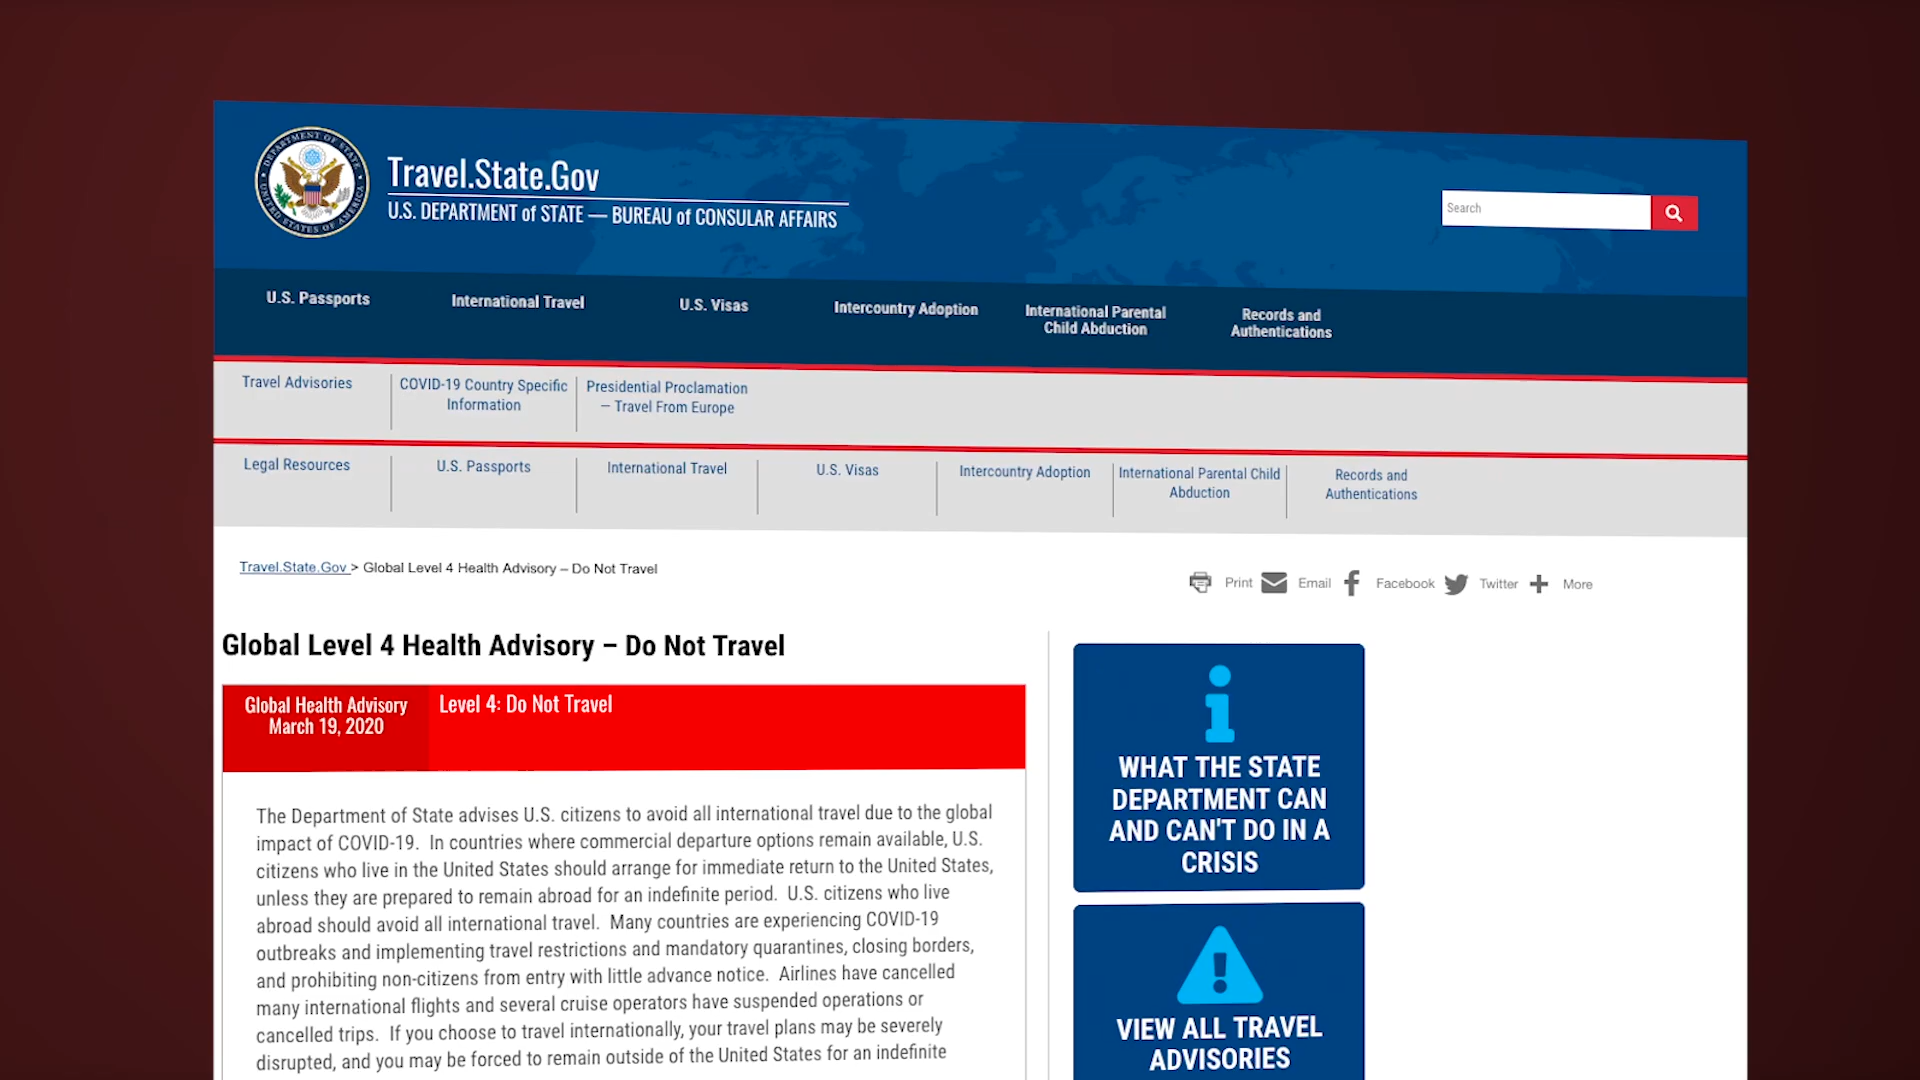 DEPARTMENT OF STATE
UNITED STATES OF AMERICA
Travel.State.Gov
U.S. DEPARTMENT of STATE — BUREAU of CONSULAR AFFAIRS
Search
U.S. Passports
International Travel
U.S. Visas
Intercountry Adoption
International Parental
Child Abduction
Records and
Authentications
Travel Advisories
COVID-19 Country Specific
Information
Presidential Proclamation
– Travel From Europe
Legal Resources
U.S. Passports
International Travel
U.S. Visas
Intercountry Adoption
International Parental Child
Abduction
Records and
Authentications
Travel.State.Gov > Global Level 4 Health Advisory – Do Not Travel
Print
Email
Facebook
Twitter
More
Global Level 4 Health Advisory – Do Not Travel
Global Health Advisory
March 19, 2020
Level 4: Do Not Travel
The Department of State advises U.S. citizens to avoid all international travel due to the global
impact of COVID-19.  In countries where commercial departure options remain available, U.S.
citizens who live in the United States should arrange for immediate return to the United States,
unless they are prepared to remain abroad for an indefinite period.  U.S. citizens who live
abroad should avoid all international travel.  Many countries are experiencing COVID-19
outbreaks and implementing travel restrictions and mandatory quarantines, closing borders,
and prohibiting non-citizens from entry with little advance notice.  Airlines have cancelled
many international flights and several cruise operators have suspended operations or
cancelled trips.  If you choose to travel internationally, your travel plans may be severely
disrupted, and you may be forced to remain outside of the United States for an indefinite
WHAT THE STATE
DEPARTMENT CAN
AND CAN'T DO IN A
CRISIS
VIEW ALL TRAVEL
ADVISORIES